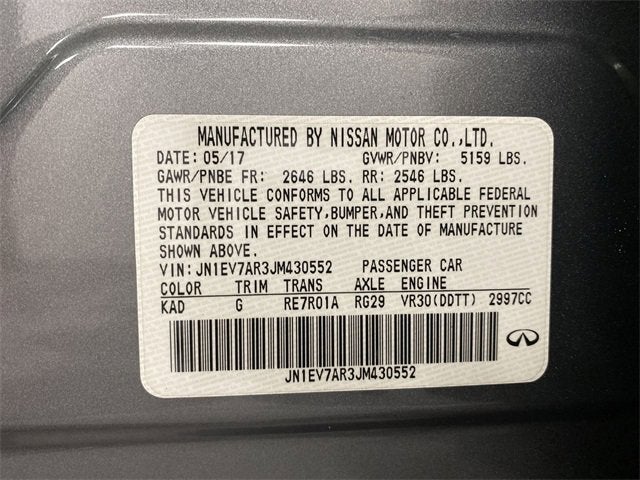 MANUFACTURED BY NISSAN MOTOR CO.,LTD.
DATE: 05/17 GVWR/PNBV: 5159 LBS.
GAWR/PNBE FR: 2646 LBS. RR: 2546 LBS.
THIS VEHICLE CONFORMS TO ALL APPLICABLE FEDERAL
MOTOR VEHICLE SAFETY,BUMPER,AND THEFT PREVENTION
STANDARDS IN EFFECT ON THE DATE OF MANUFACTURE
SHOWN ABOVE.
VIN: JN1EV7AR3JM430552 PASSENGER CAR
COLOR TRIM TRANS AXLE ENGINE
KAD G RE7R01A RG29 VR30(DDTT) 2997CC
JN1EV7AR3JM430552